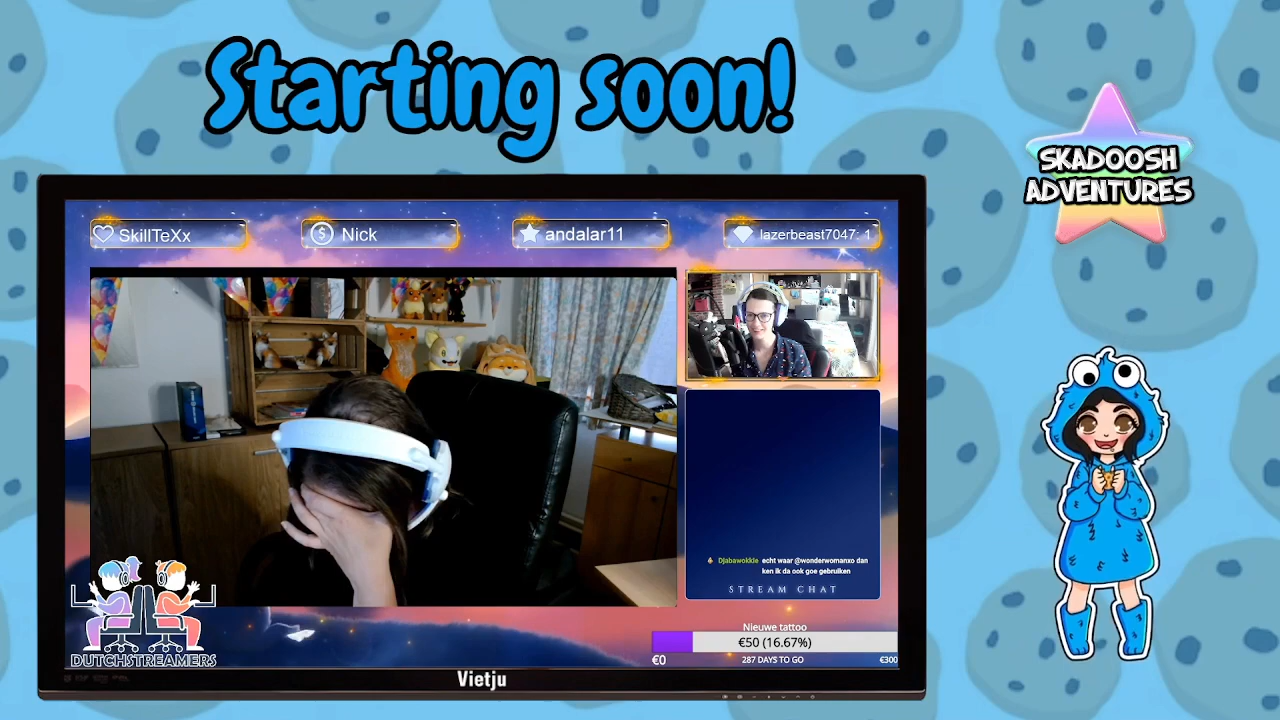 Starting soon!
SKADOOSH
ADVENTURES
SkillTeXx
Nick
andalar11
lazerbeast7047: 1
Djabawokkie echt waar @wonderwomanxo dan
ken ik da ook goe gebruiken
STREAM CHAT
Nieuwe tattoo
€50 (16.67%)
€0
287 DAYS TO GO
€300
DUTCHSTREAMERS
Vietju